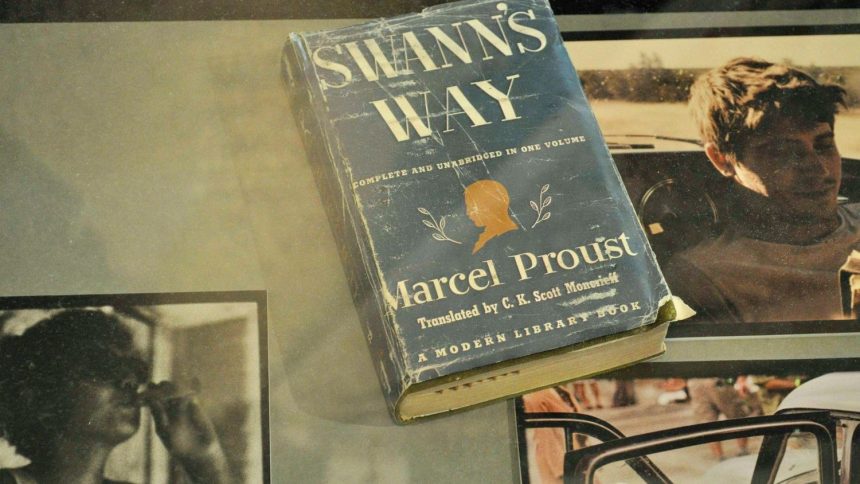 SWANN'S
WAY
COMPLETE AND UNABRIDGED IN ONE VOLUME
Marcel Proust
Translated by C. K. Scott Moncrieff
A MODERN LIBRARY BOOK